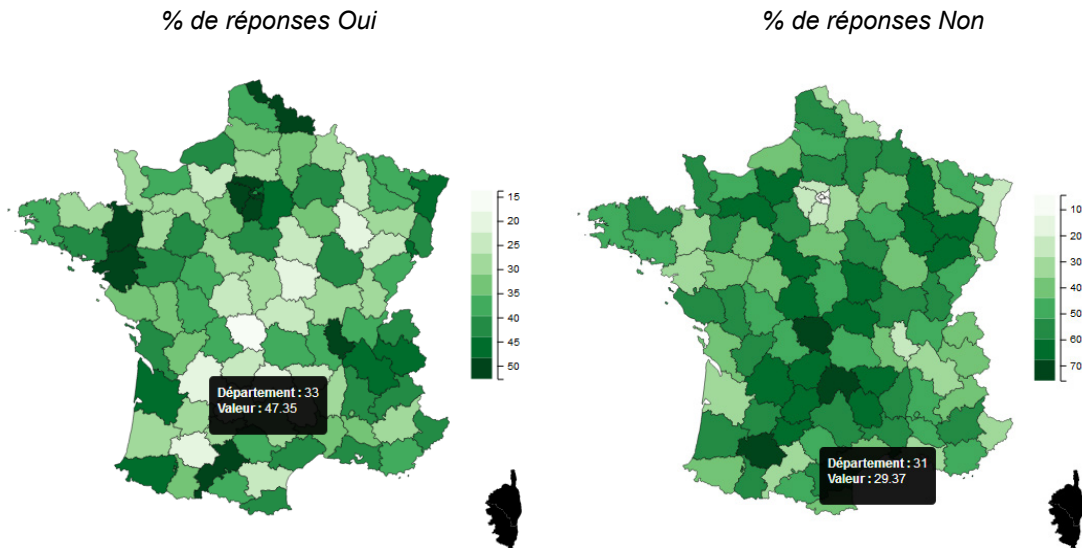 % de réponses Oui
% de réponses Non
15
20
25
30
35
40
45
50
Département : 33
Valeur : 47.35
10
20
30
40
50
60
70
Département : 31
Valeur : 29.37